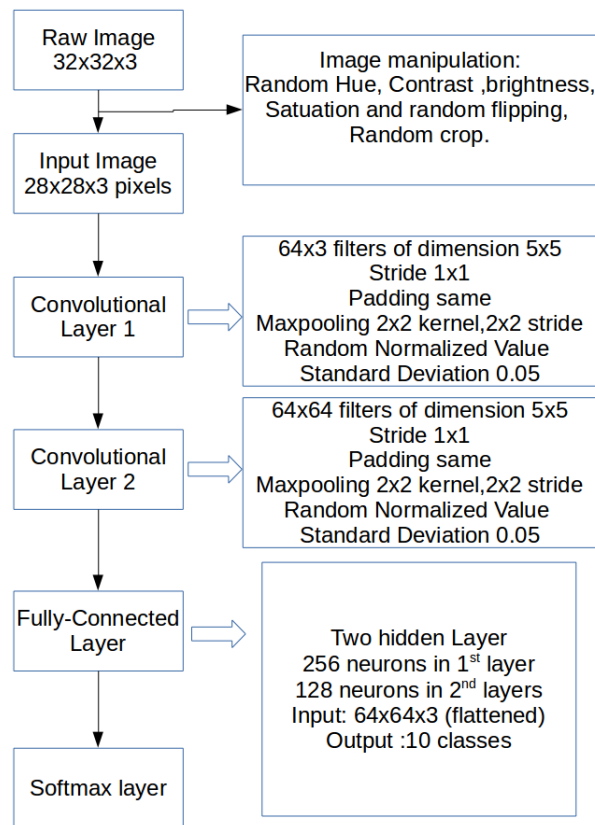 Raw Image
32x32x3
Image manipulation:
Random Hue, Contrast ,brightness,
Satuation and random flipping,
Random crop.
Input Image
28x28x3 pixels
Convolutional
Layer 1
64x3 filters of dimension 5x5
Stride 1x1
Padding same
Maxpooling 2x2 kernel,2x2 stride
Random Normalized Value
Standard Deviation 0.05
Convolutional
Layer 2
64x64 filters of dimension 5x5
Stride 1x1
Padding same
Maxpooling 2x2 kernel,2x2 stride
Random Normalized Value
Standard Deviation 0.05
Fully-Connected
Layer
Two hidden Layer
256 neurons in 1st layer
128 neurons in 2nd layers
Input: 64x64x3 (flattened)
Output :10 classes
Softmax layer